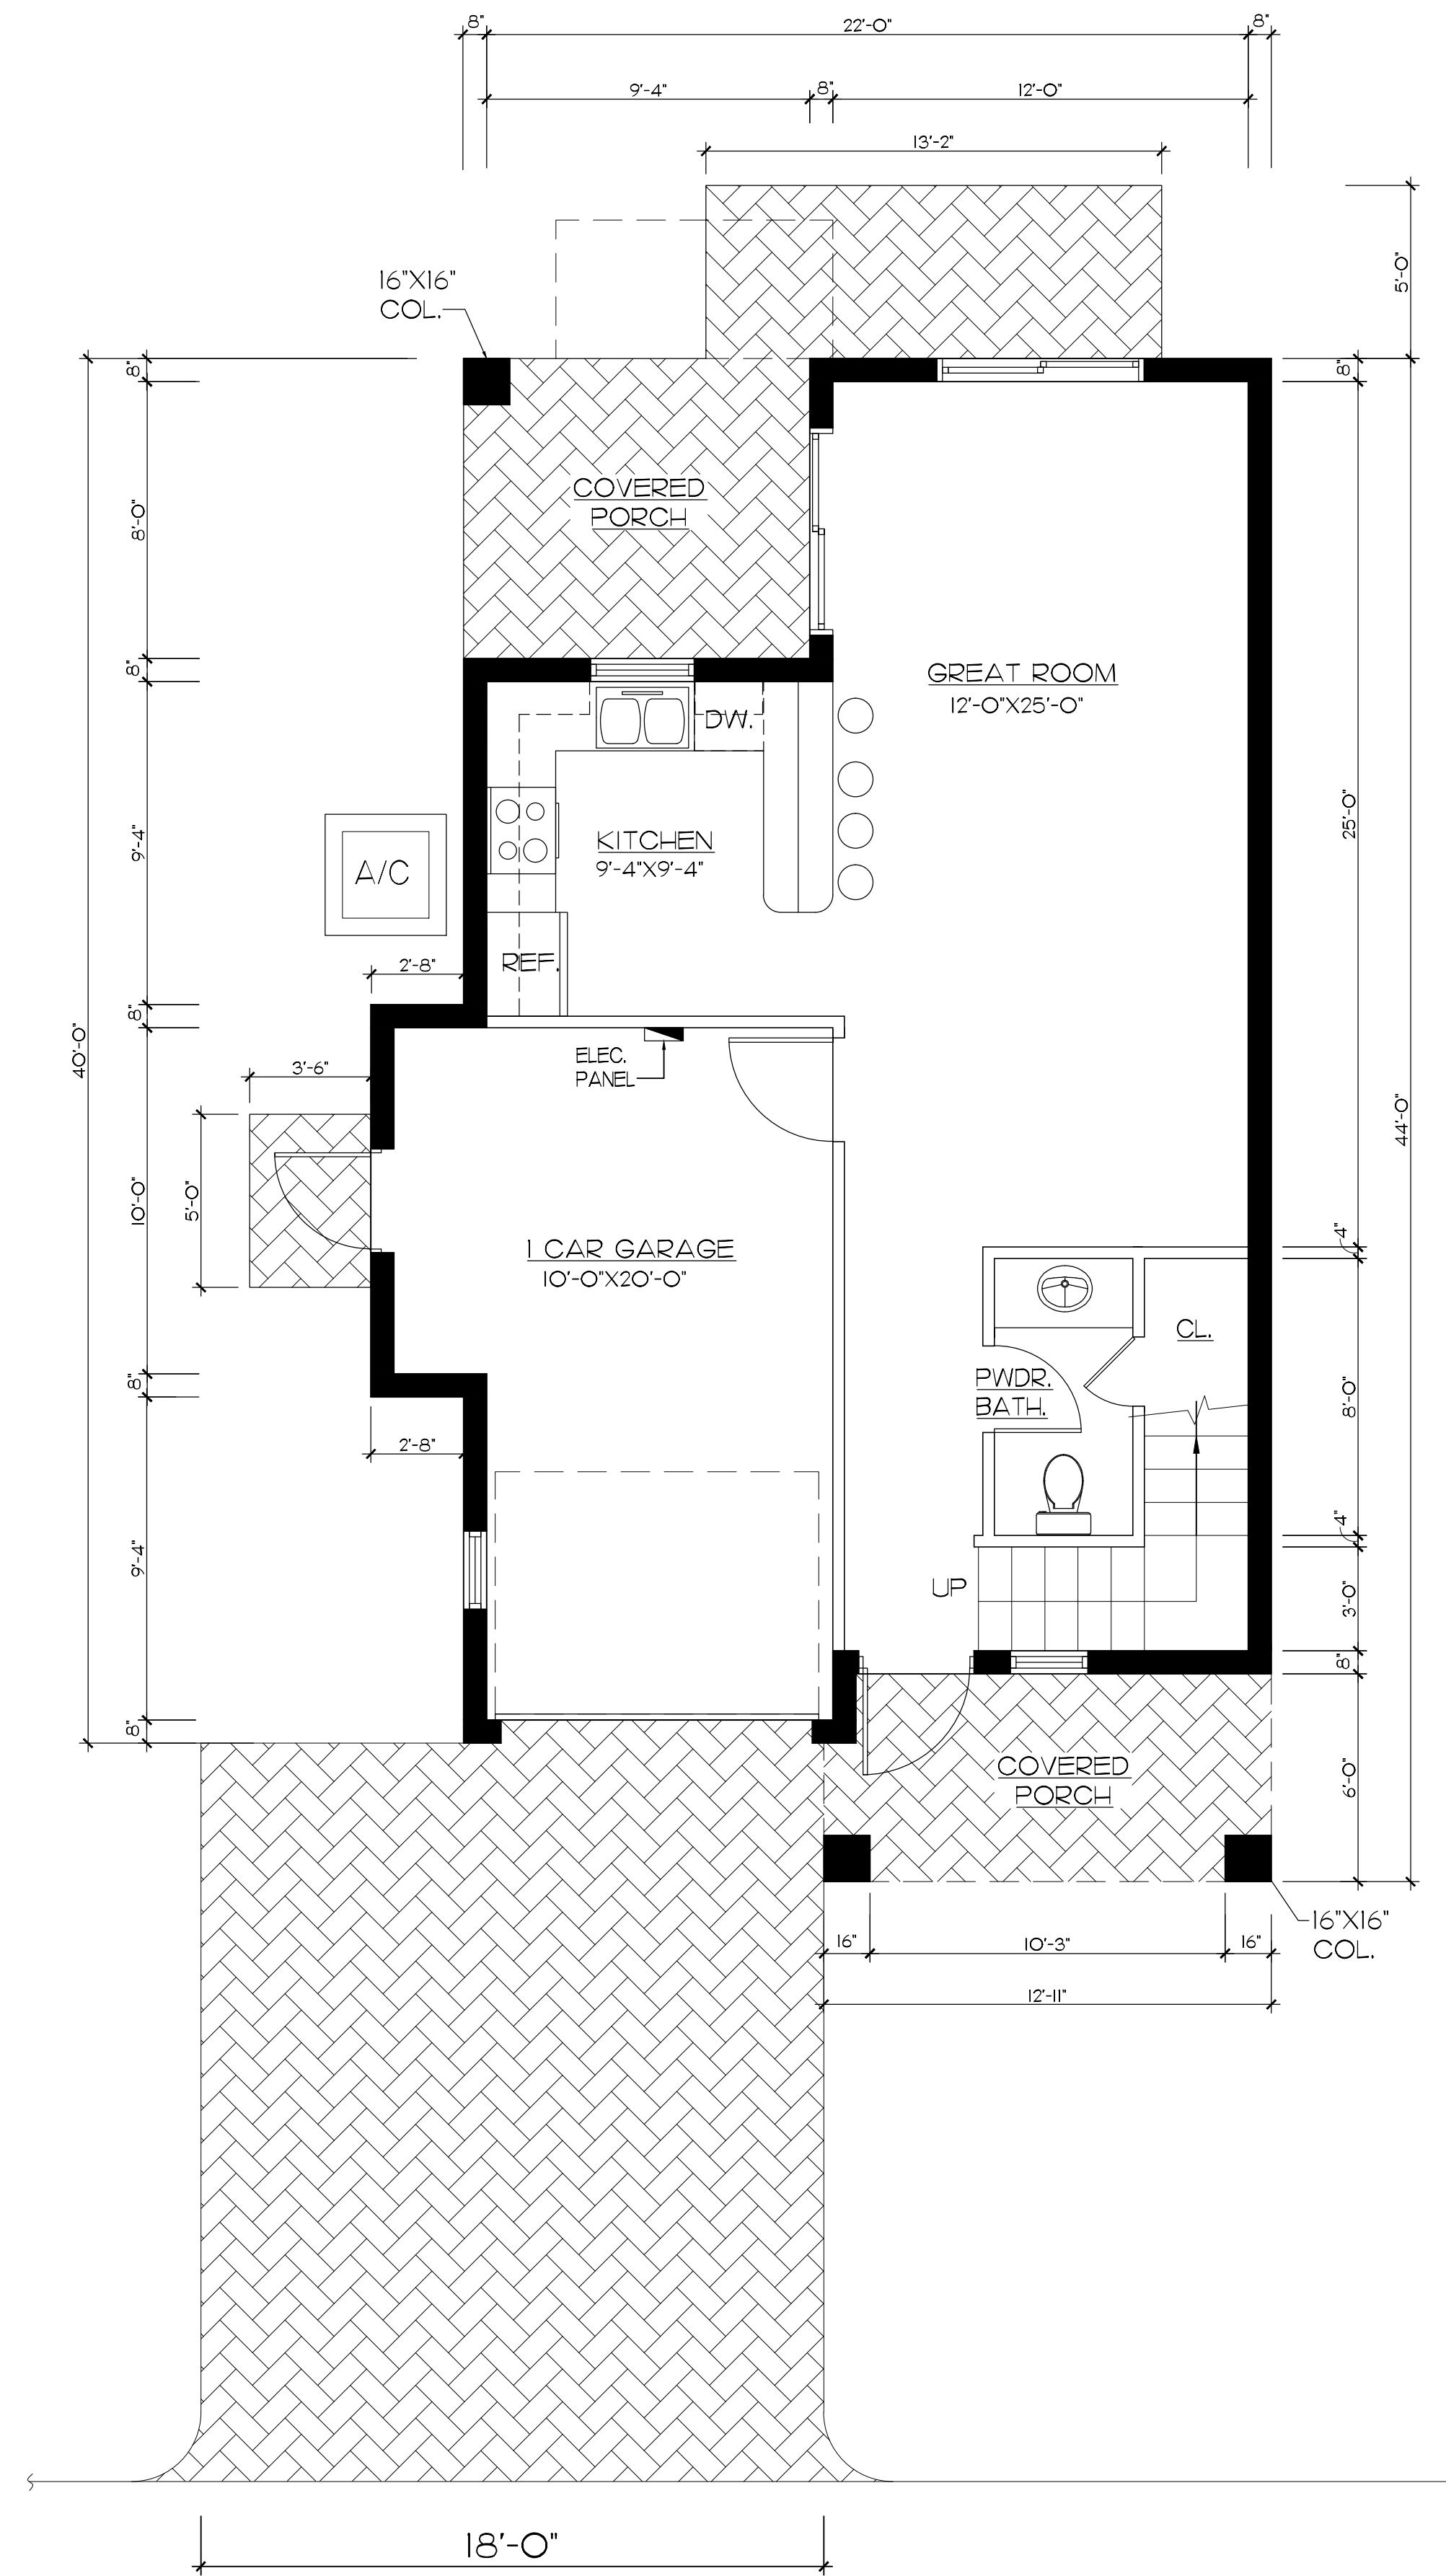 8"
22'-0"
8"
9'-4"
8"
12'-0"
13'-2"
16"X16"
COL.
5'-0"
8"
8"
8'-0"
COVERED
PORCH
8"
GREAT ROOM
12'-0"X25'-0"
DW.
25'-0"
9'-4"
KITCHEN
9'-4"X9'-4"
A/C
REF.
2'-8"
8"
40'-0"
ELEC.
PANEL
3'-6"
44'-0"
10'-0"
5'-0"
1 CAR GARAGE
10'-0"X20'-0"
4"
CL.
8"
PWDR.
BATH.
8'-0"
2'-8"
4"
9'-4"
UP
3'-0"
8"
8"
COVERED
PORCH
6'-0"
16"X16"
COL.
16"
10'-3"
16"
12'-11"
18'-0"